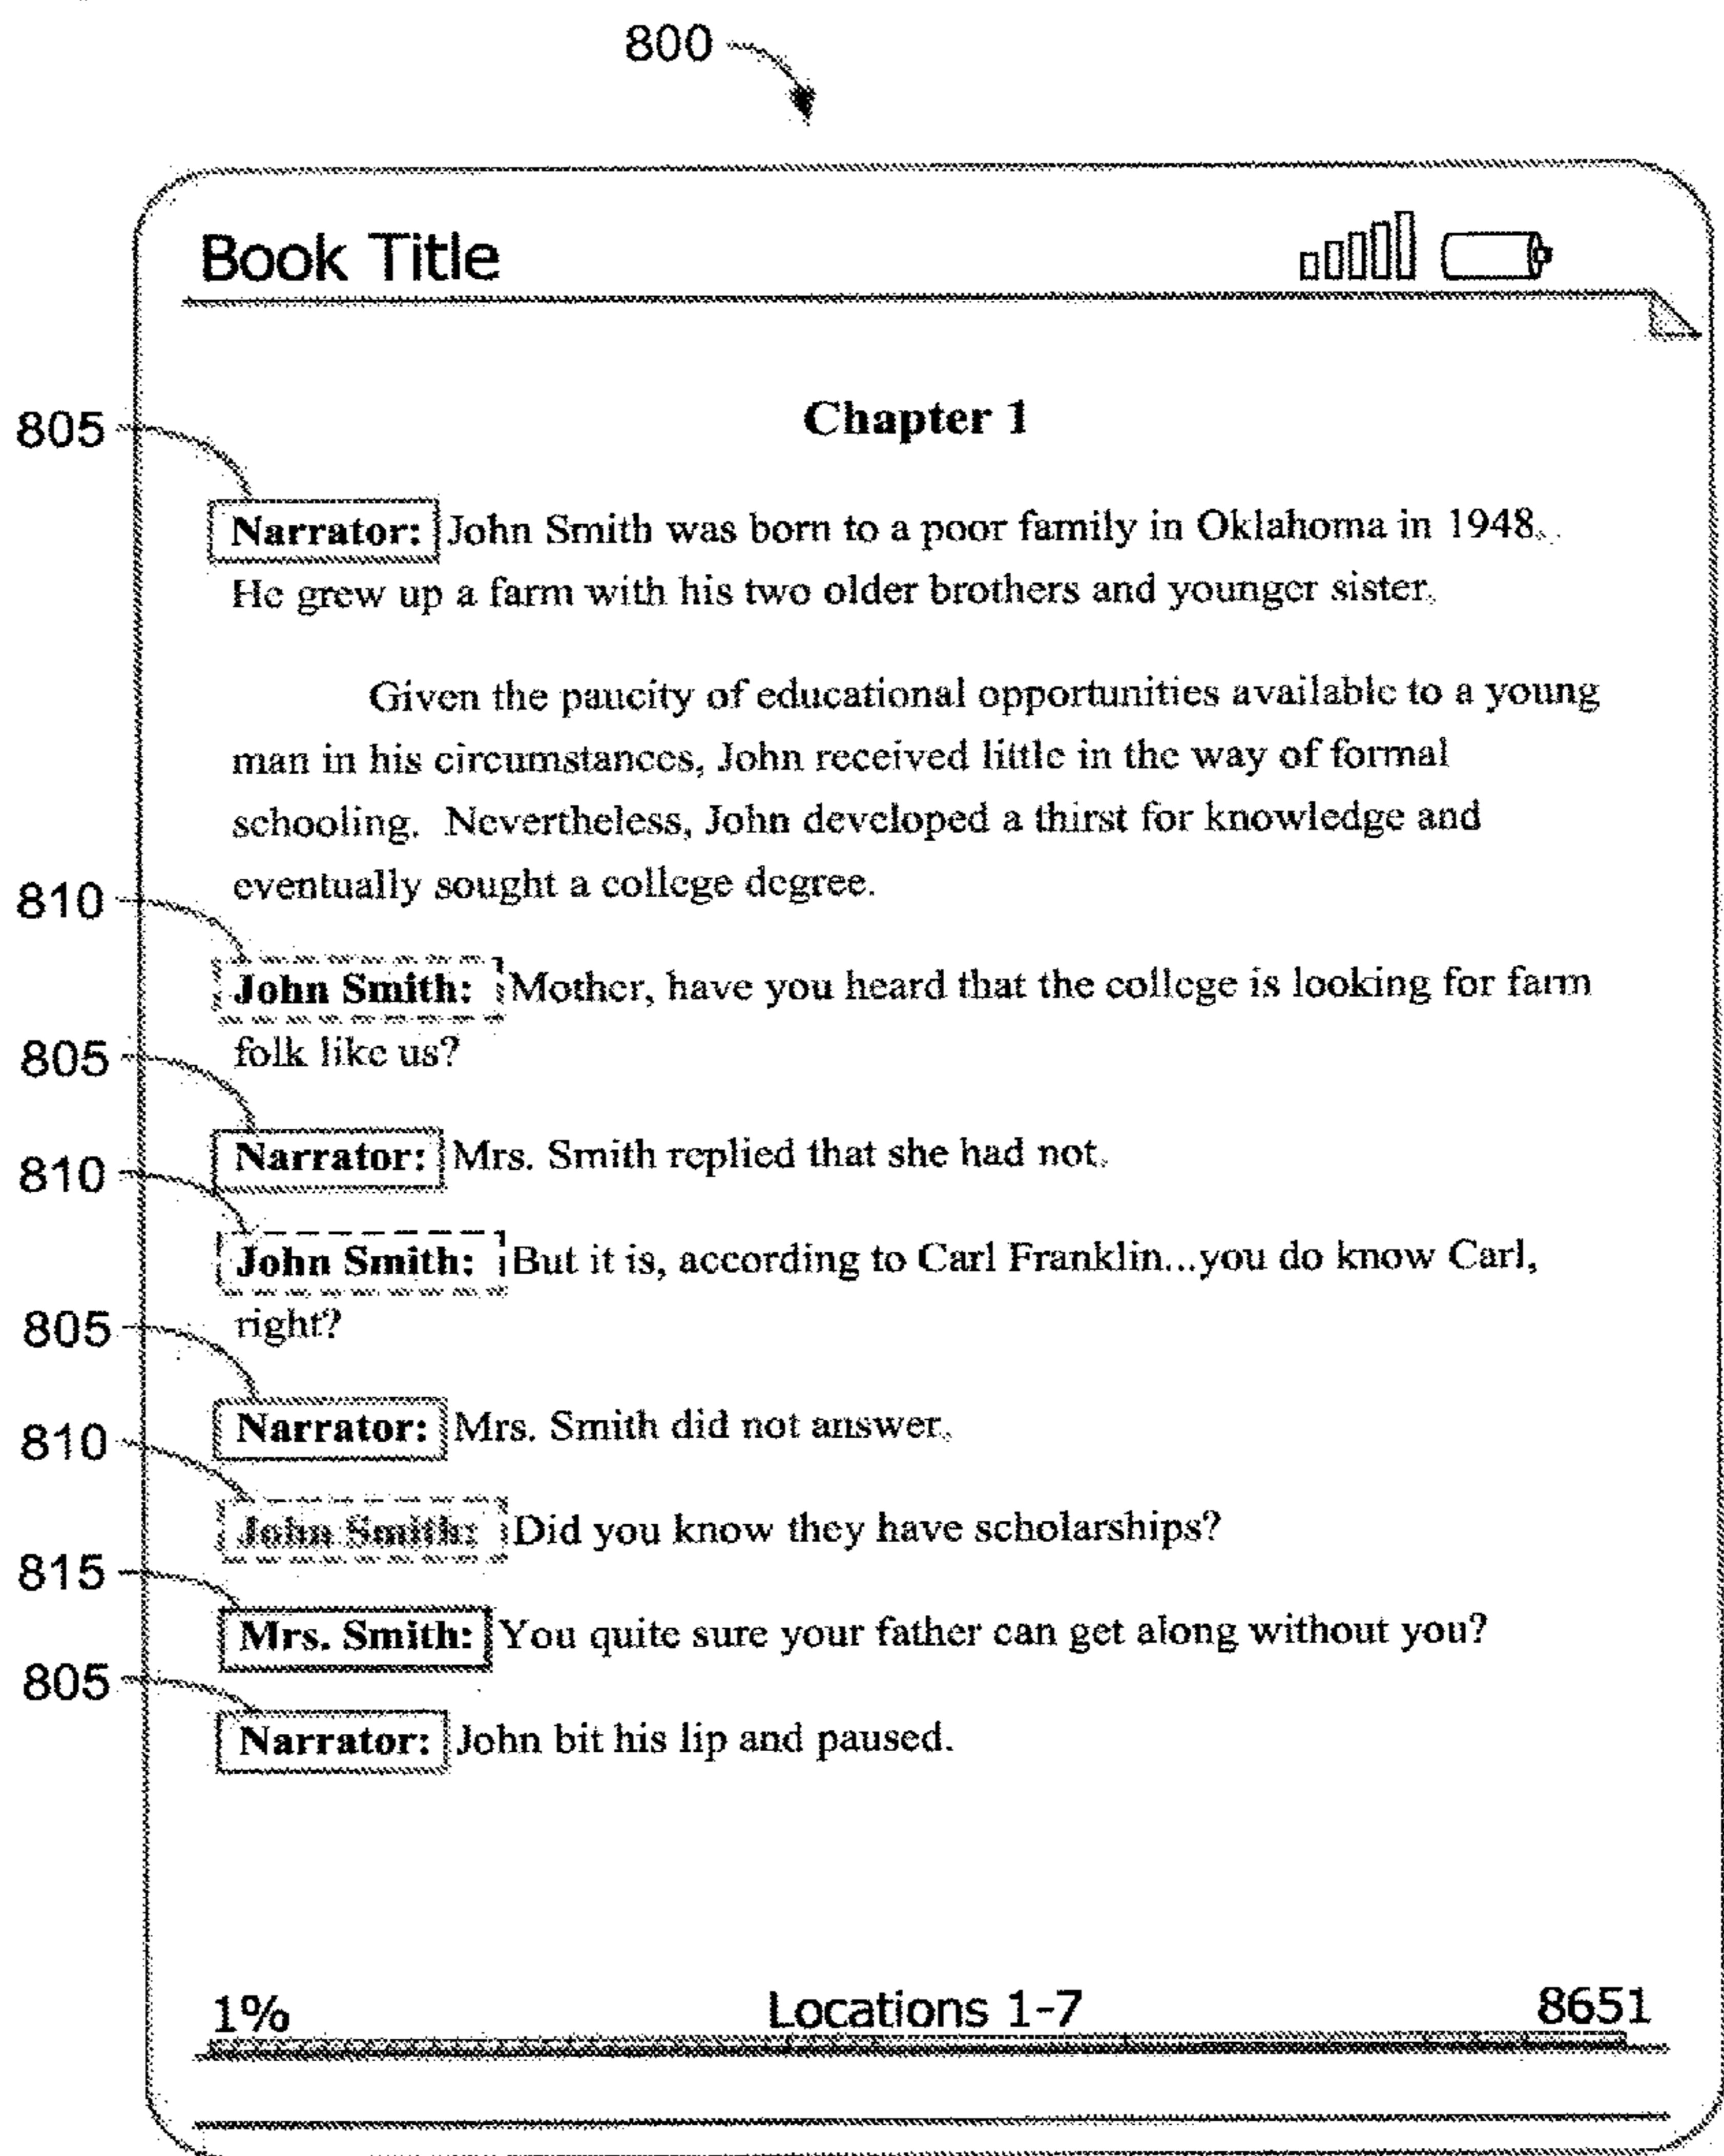 800
Book Title
Chapter 1
805
Narrator: John Smith was born to a poor family in Oklahoma in 1948.
He grew up a farm with his two older brothers and younger sister.
Given the paucity of educational opportunities available to a young
man in his circumstances, John received little in the way of formal
schooling. Nevertheless, John developed a thirst for knowledge and
eventually sought a college degree.
810
John Smith: Mother, have you heard that the college is looking for farm
folk like us?
805
Narrator: Mrs. Smith replied that she had not.
810
John Smith: But it is, according to Carl Franklin...you do know Carl,
right?
805
Narrator: Mrs. Smith did not answer.
810
John Smith: Did you know they have scholarships?
815
Mrs. Smith: You quite sure your father can get along without you?
805
Narrator: John bit his lip and paused.
1% Locations 1-7 8651